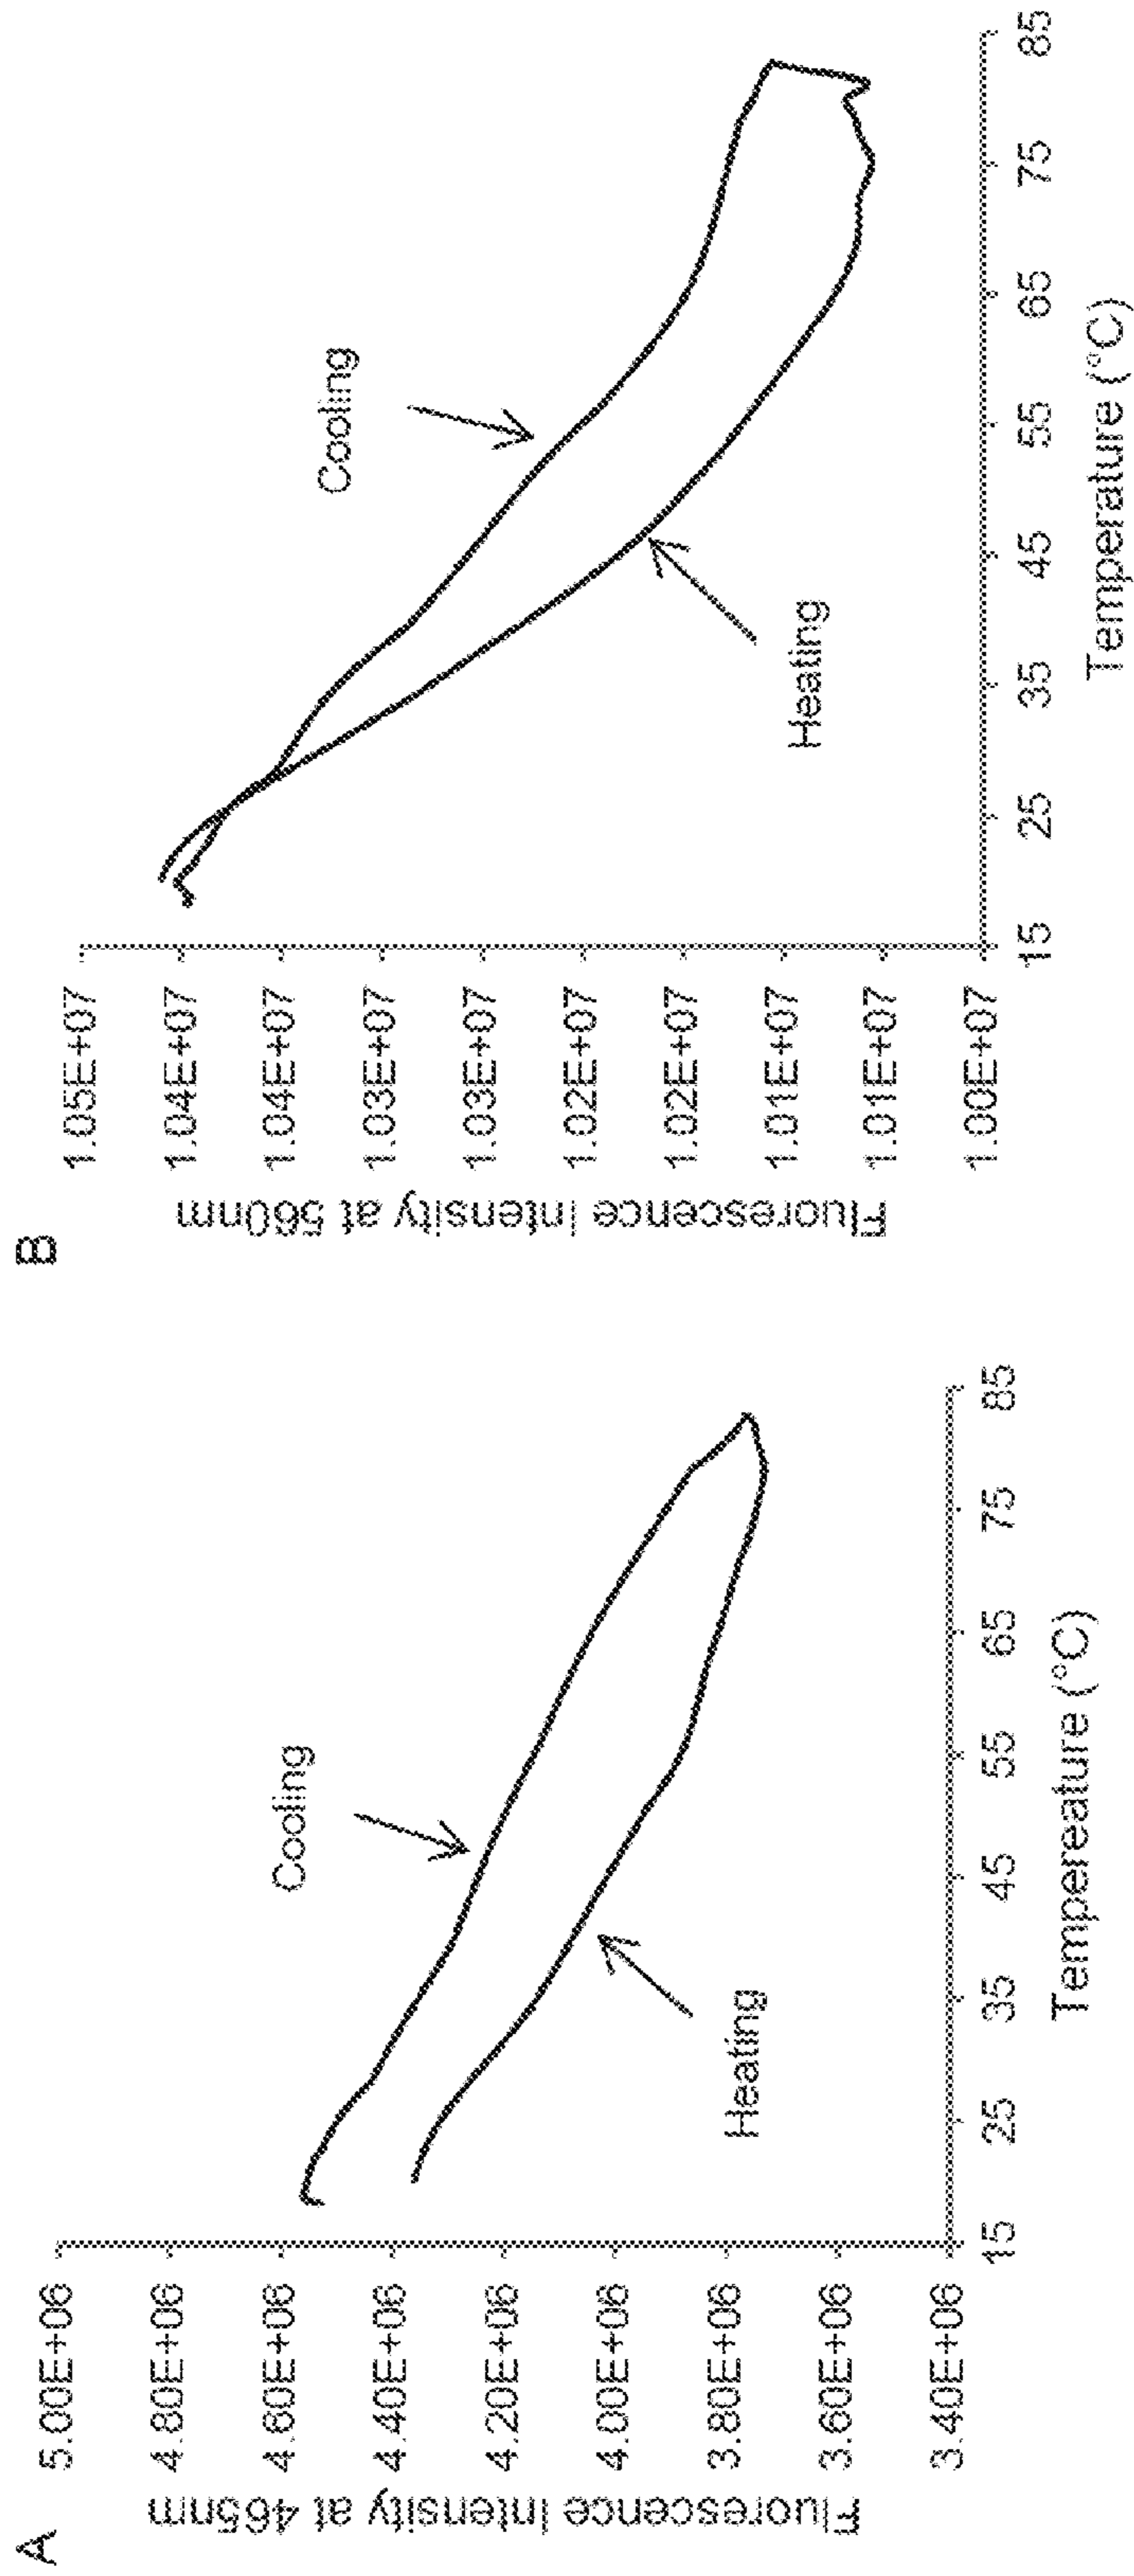 A
Fluorescence Intensity at 465nm
5.00E+06
4.80E+06
4.60E+06
4.40E+06
4.20E+06
4.00E+06
3.80E+06
3.60E+06
3.40E+06
Cooling
Heating
15 25 35 45 55 65 75 85
Tempereature (°C)
B
Fluorescence intensity at 560nm
1.05E+07
1.04E+07
1.04E+07
1.03E+07
1.03E+07
1.02E+07
1.02E+07
1.01E+07
1.01E+07
1.00E+07
Cooling
Heating
15 25 35 45 55 65 75 85
Temperature (°C)